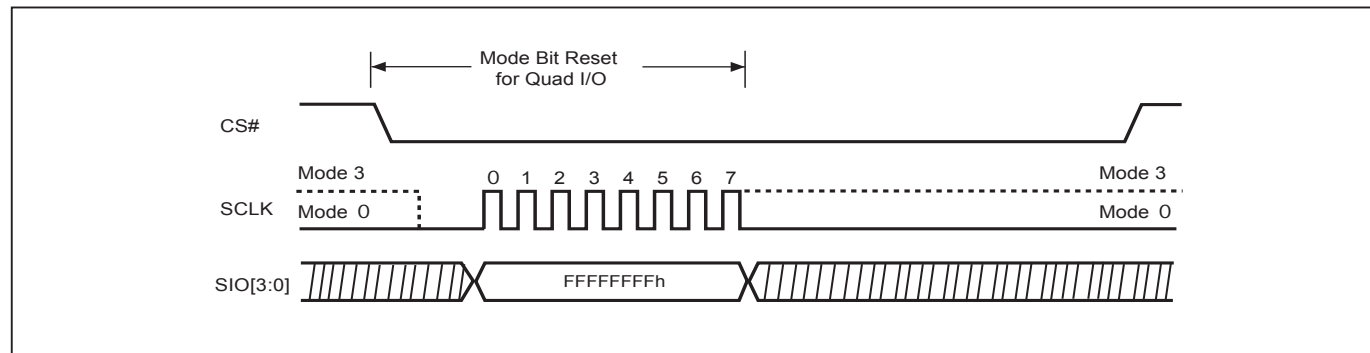 Mode Bit Reset
for Quad I/O
CS#
Mode 3
Mode 3
0 1 2 3 4 5 6 7
SCLK
Mode 0
Mode 0
SIO[3:0]
FFFFFFFFh